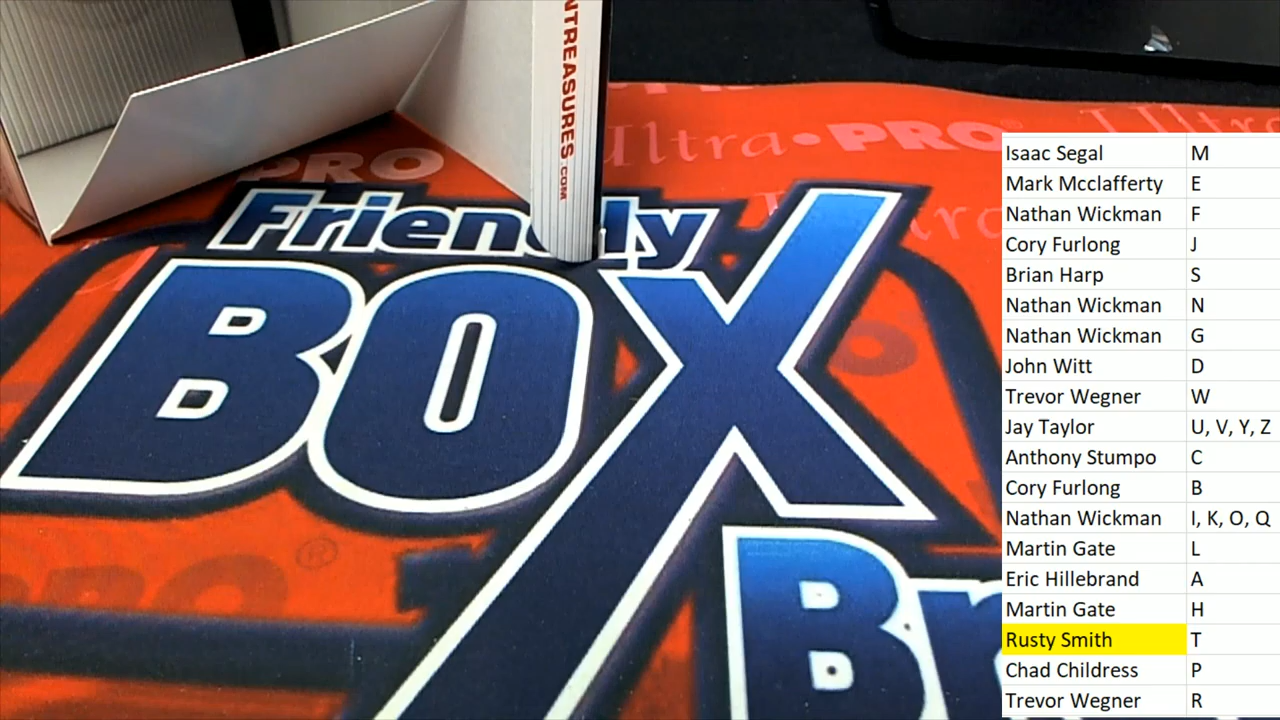 NTREASURES.COM
Ultra•PRO
PRO
Friendly
BOX
Isaac Segal M
Mark Mcclafferty E
Nathan Wickman F
Cory Furlong J
Brian Harp S
Nathan Wickman N
Nathan Wickman G
John Witt D
Trevor Wegner W
Jay Taylor U, V, Y, Z
Anthony Stumpo C
Cory Furlong B
Nathan Wickman I, K, O, Q
Martin Gate L
Eric Hillebrand A
Martin Gate H
Rusty Smith T
Chad Childress P
Trevor Wegner R
PRO®
Br